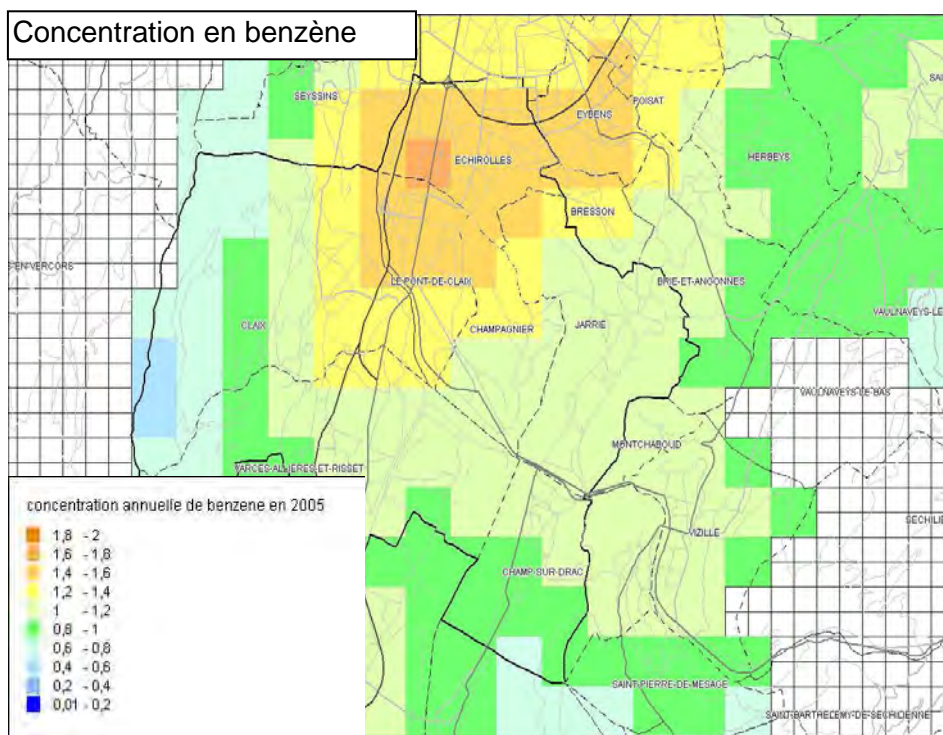 Concentration en benzène
SEYSSINS
POISAT
EYBENS
ECHIROLLES
HERBEYS
BRESSON
S-EN-VERCORS
LE PONT-DE-CLAIX
BRIE-ET-ANGONNES
CLAIX
CHAMPAGNIER
JARRIE
VAULNAVEYS-LE
VAULNAVEYS-LE-BAS
MONTCHABOUD
VARCES-ALLIERES-ET-RISSET
SECHILIE
VIZILLE
CHAMP-SUR-DRAC
SAINT-PIERRE-DE-MESAGE
SAINT-BARTHELEMY-DE-SECHILIENNE
concentration annuelle de benzene en 2005
1,8 - 2
1,6 - 1,8
1,4 - 1,6
1,2 - 1,4
1 - 1,2
0,8 - 1
0,6 - 0,8
0,4 - 0,6
0,2 - 0,4
0,01 - 0,2